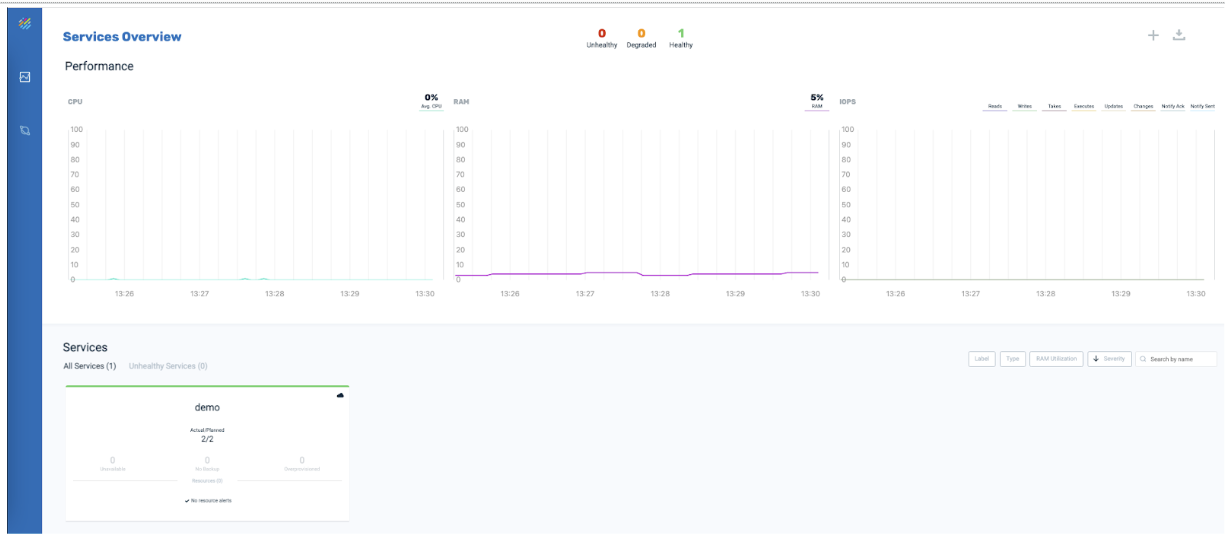 Services Overview
0 0 1
Unhealthy Degraded Healthy
Performance
CPU 0% RAM 5% IOPS
Avg. CPU RAM Reads Writes Takes Executes Updates Changes Notify Ack Notify Sent
100 100 100
90 90 90
80 80 80
70 70 70
60 60 60
50 50 50
40 40 40
30 30 30
20 20 20
10 10 10
0 0 0
13:26 13:27 13:28 13:29 13:30 13:26 13:27 13:28 13:29 13:30 13:26 13:27 13:28 13:29 13:30
Services
All Services (1) Unhealthy Services (0) Label Type RAM Utilization Severity Search by name
demo
Actual/Planned
2/2
0 0 0
Unavailable No Backup Overprovisioned
Resources (0)
No resource alerts